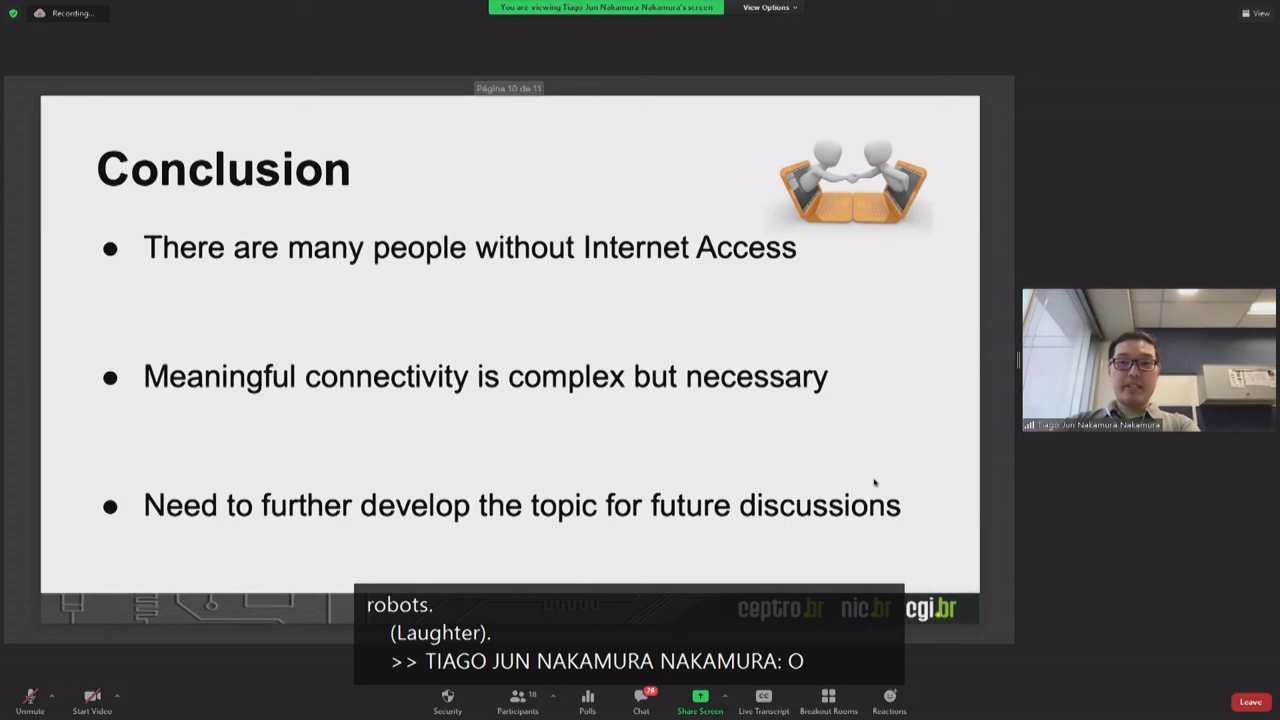 Recording...
You are viewing Tiago Jun Nakamura Nakamura's screen
View Options
View
Página 10 de 11
Conclusion
● There are many people without Internet Access
● Meaningful connectivity is complex but necessary
● Need to further develop the topic for future discussions
Tiago Jun Nakamura Nakamura
ceptro.br nic.br cgi.br
robots.
(Laughter).
>> TIAGO JUN NAKAMURA NAKAMURA: O
Unmute
Start Video
Security
Participants 18
Polls
Chat 28
Share Screen
CC Live Transcript
Breakout Rooms
Reactions
Leave